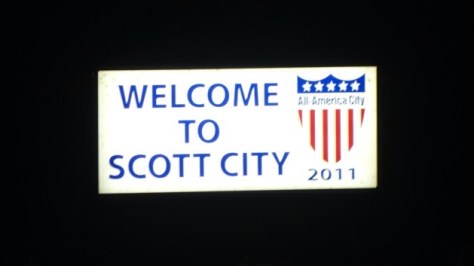 WELCOME
TO
SCOTT CITY
All-America City
2011